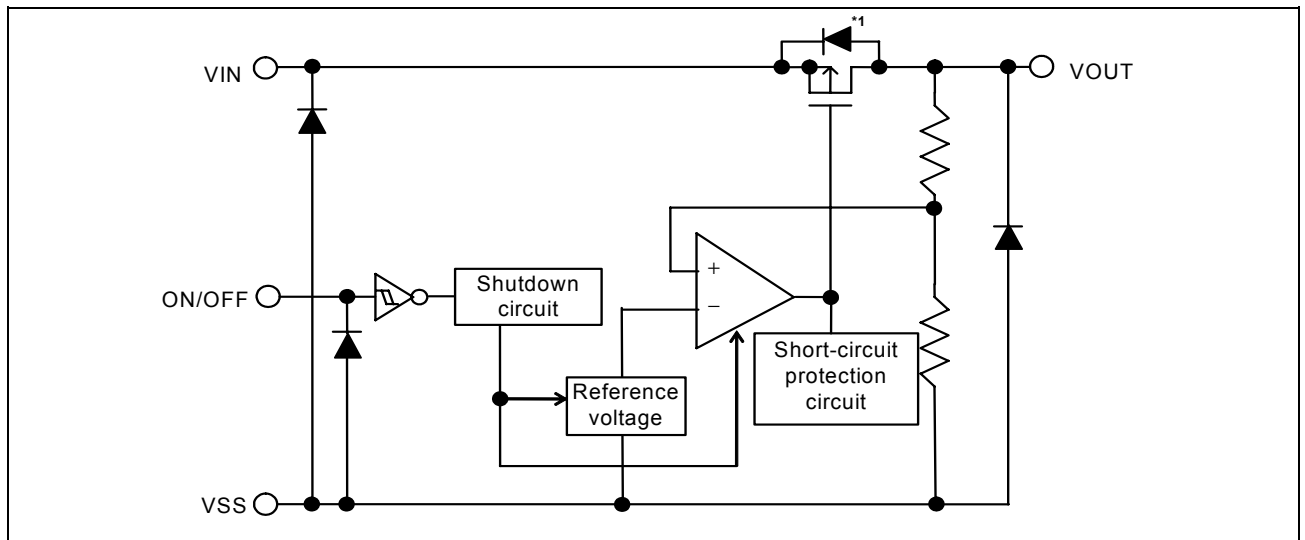 *1
VIN
VOUT
ON/OFF
Shutdown
circuit
+
−
Short-circuit
protection
circuit
Reference
voltage
VSS